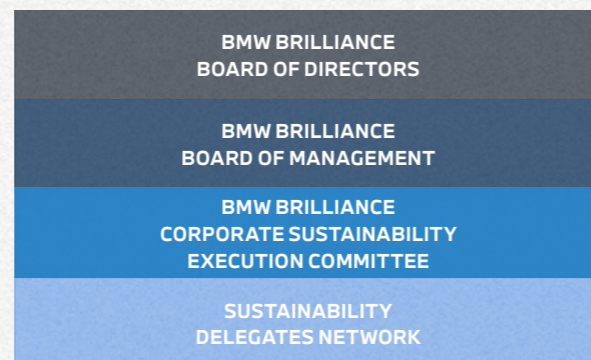 BMW BRILLIANCE
BOARD OF DIRECTORS
BMW BRILLIANCE
BOARD OF MANAGEMENT
BMW BRILLIANCE
CORPORATE SUSTAINABILITY
EXECUTION COMMITTEE
SUSTAINABILITY
DELEGATES NETWORK